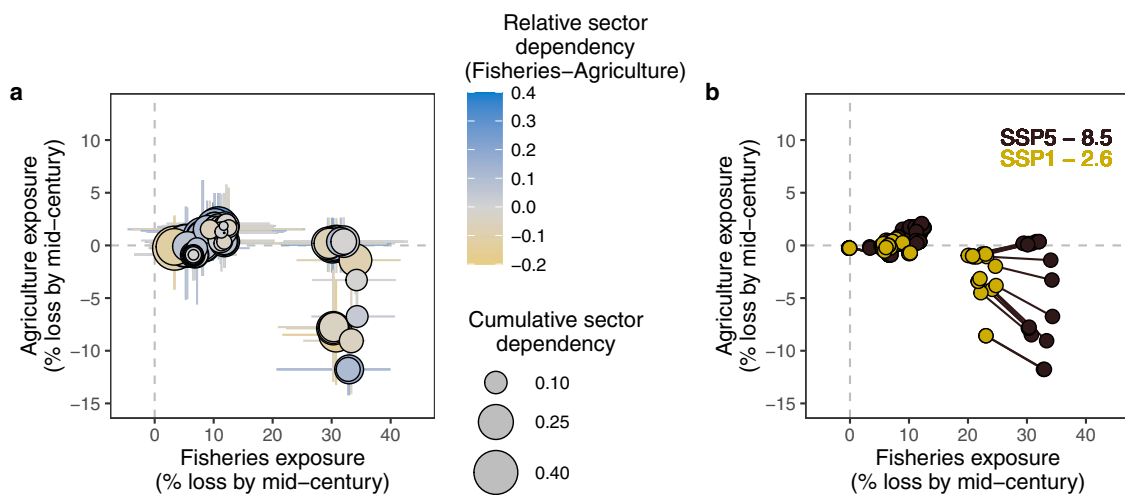 a
Agriculture exposure
(% loss by mid−century)
10
5
0
−5
−10
−15
0
10
20
30
40
Fisheries exposure
(% loss by mid−century)
Relative sector
dependency
(Fisheries−Agriculture)
0.4
0.3
0.2
0.1
0.0
−0.1
−0.2
Cumulative sector
dependency
0.10
0.25
0.40
b
Agriculture exposure
(% loss by mid−century)
10
5
0
−5
−10
−15
SSP5 − 8.5
SSP1 − 2.6
0
10
20
30
40
Fisheries exposure
(% loss by mid−century)